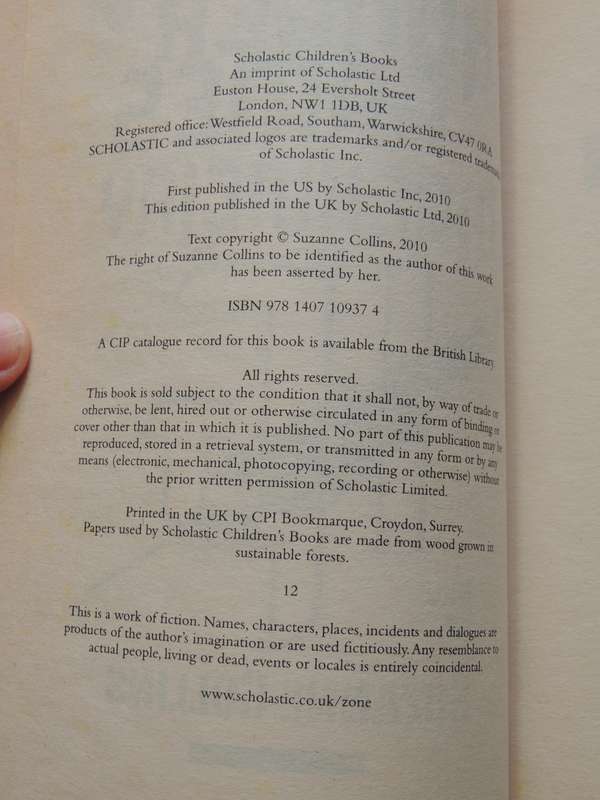 Scholastic Children's Books
An imprint of Scholastic Ltd
Euston House, 24 Eversholt Street
London, NW1 1DB, UK
Registered office: Westfield Road, Southam, Warwickshire, CV47 0RA
SCHOLASTIC and associated logos are trademarks and/or registered trademarks
of Scholastic Inc.
First published in the US by Scholastic Inc, 2010
This edition published in the UK by Scholastic Ltd, 2010
Text copyright © Suzanne Collins, 2010
The right of Suzanne Collins to be identified as the author of this work
has been asserted by her.
ISBN 978 1407 10937 4
A CIP catalogue record for this book is available from the British Library
All rights reserved.
This book is sold subject to the condition that it shall not, by way of trade or
otherwise, be lent, hired out or otherwise circulated in any form of binding or
cover other than that in which it is published. No part of this publication may be
reproduced, stored in a retrieval system, or transmitted in any form or by any
means (electronic, mechanical, photocopying, recording or otherwise) without
the prior written permission of Scholastic Limited.
Printed in the UK by CPI Bookmarque, Croydon, Surrey.
Papers used by Scholastic Children's Books are made from wood grown in
sustainable forests.
12
This is a work of fiction. Names, characters, places, incidents and dialogues are
products of the author's imagination or are used fictitiously. Any resemblance to
actual people, living or dead, events or locales is entirely coincidental.
www.scholastic.co.uk/zone